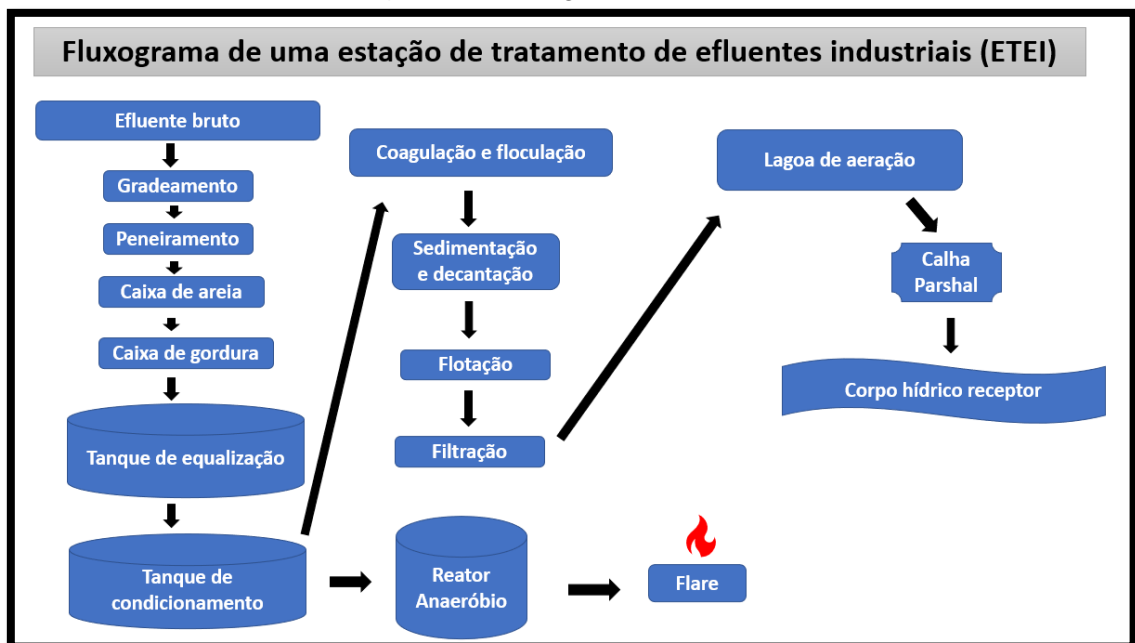 Fluxograma de uma estação de tratamento de efluentes industriais (ETEI)
Efluente bruto
Gradeamento
Peneiramento
Caixa de areia
Caixa de gordura
Tanque de equalização
Tanque de
condicionamento
Coagulação e floculação
Sedimentação
e decantação
Flotação
Filtração
Reator
Anaeróbio
Flare
Lagoa de aeração
Calha
Parshal
Corpo hídrico receptor